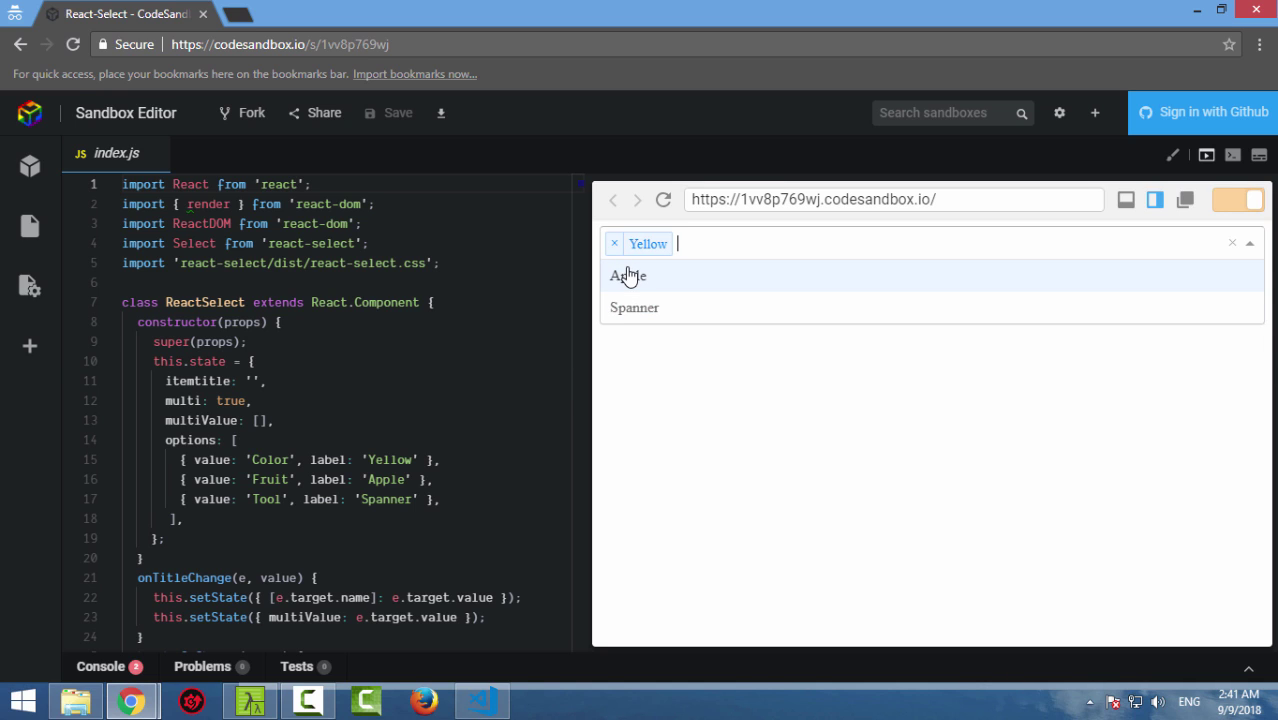 React-Select - CodeSand
Secure
https://codesandbox.io/s/1vv8p769wj
For quick access, place your bookmarks here on the bookmarks bar. Import bookmarks now...
Sandbox Editor
Fork
Share
Save
Search sandboxes
Sign in with Github
JS index.js
https://1vv8p769wj.codesandbox.io/
1 import React from 'react';
2 import { render } from 'react-dom';
3 import ReactDOM from 'react-dom';
4 import Select from 'react-select';
5 import 'react-select/dist/react-select.css';
6
7 class ReactSelect extends React.Component {
8 constructor(props) {
9 super(props);
10 this.state = {
11 itemtitle: '',
12 multi: true,
13 multiValue: [],
14 options: [
15 { value: 'Color', label: 'Yellow' },
16 { value: 'Fruit', label: 'Apple' },
17 { value: 'Tool', label: 'Spanner' },
18 ],
19 };
20 }
21 onTitleChange(e, value) {
22 this.setState({ [e.target.name]: e.target.value });
23 this.setState({ multiValue: e.target.value });
24 }
× Yellow
×
Apple
Spanner
Console 2
Problems 0
Tests 0
ENG
2:41 AM
9/9/2018